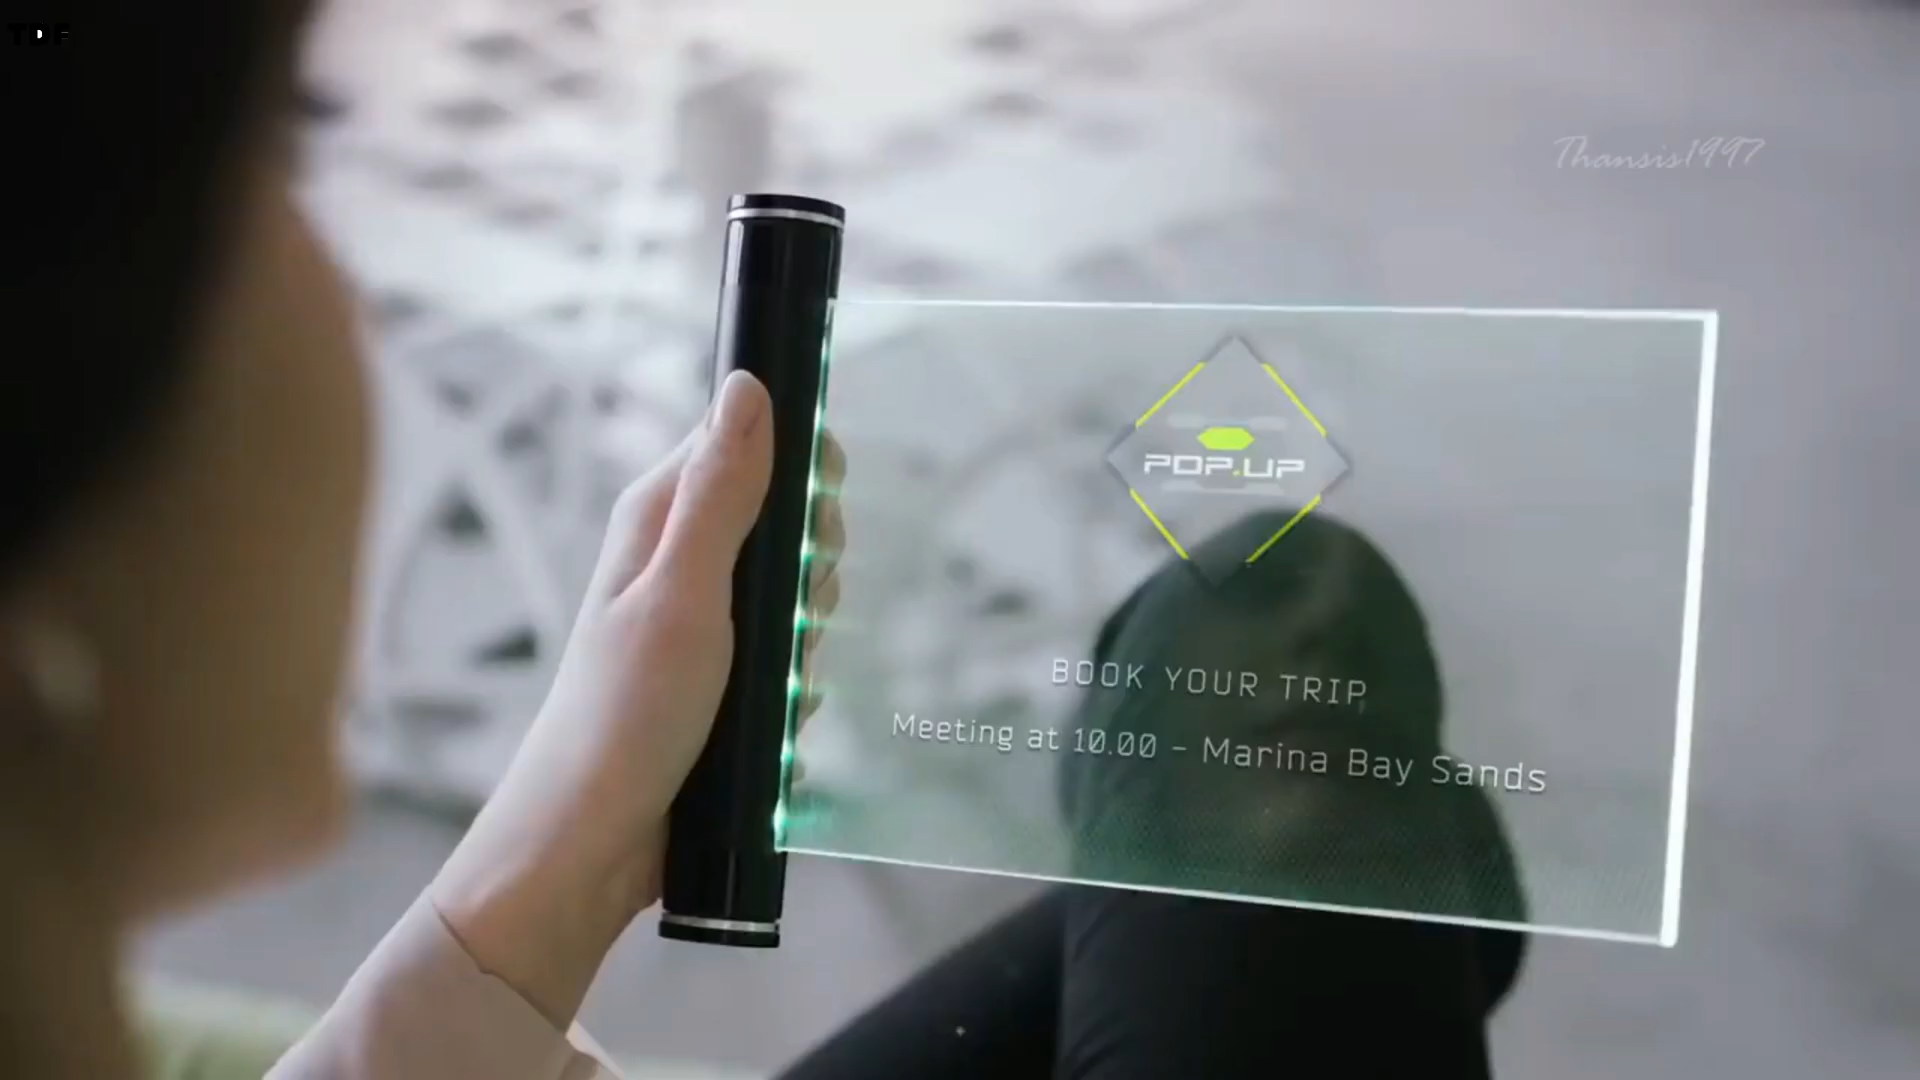 TDF
Thansis1997
POP.UP
BOOK YOUR TRIP
Meeting at 10.00 - Marina Bay Sands